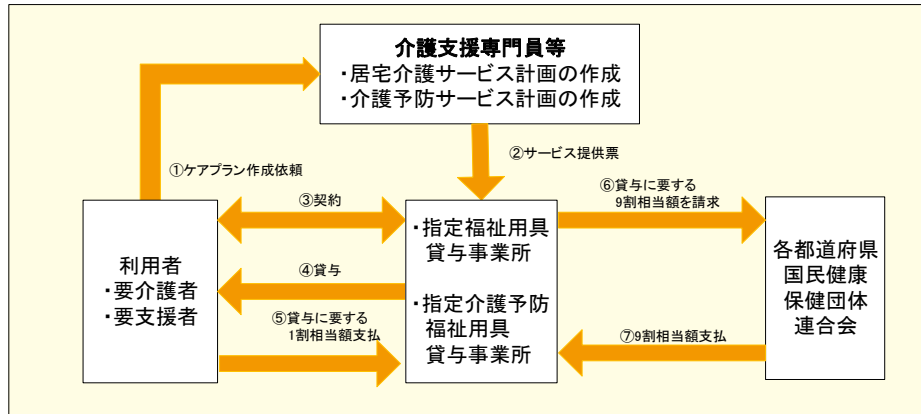 介護支援専門員等
・居宅介護サービス計画の作成
・介護予防サービス計画の作成
①ケアプラン作成依頼
②サービス提供票
③契約
④貸与
⑤貸与に要する
1割相当額支払
⑥貸与に要する
9割相当額を請求
⑦9割相当額支払
利用者
・要介護者
・要支援者
・指定福祉用具
貸与事業所
・指定介護予防
福祉用具
貸与事業所
各都道府県
国民健康
保健団体
連合会